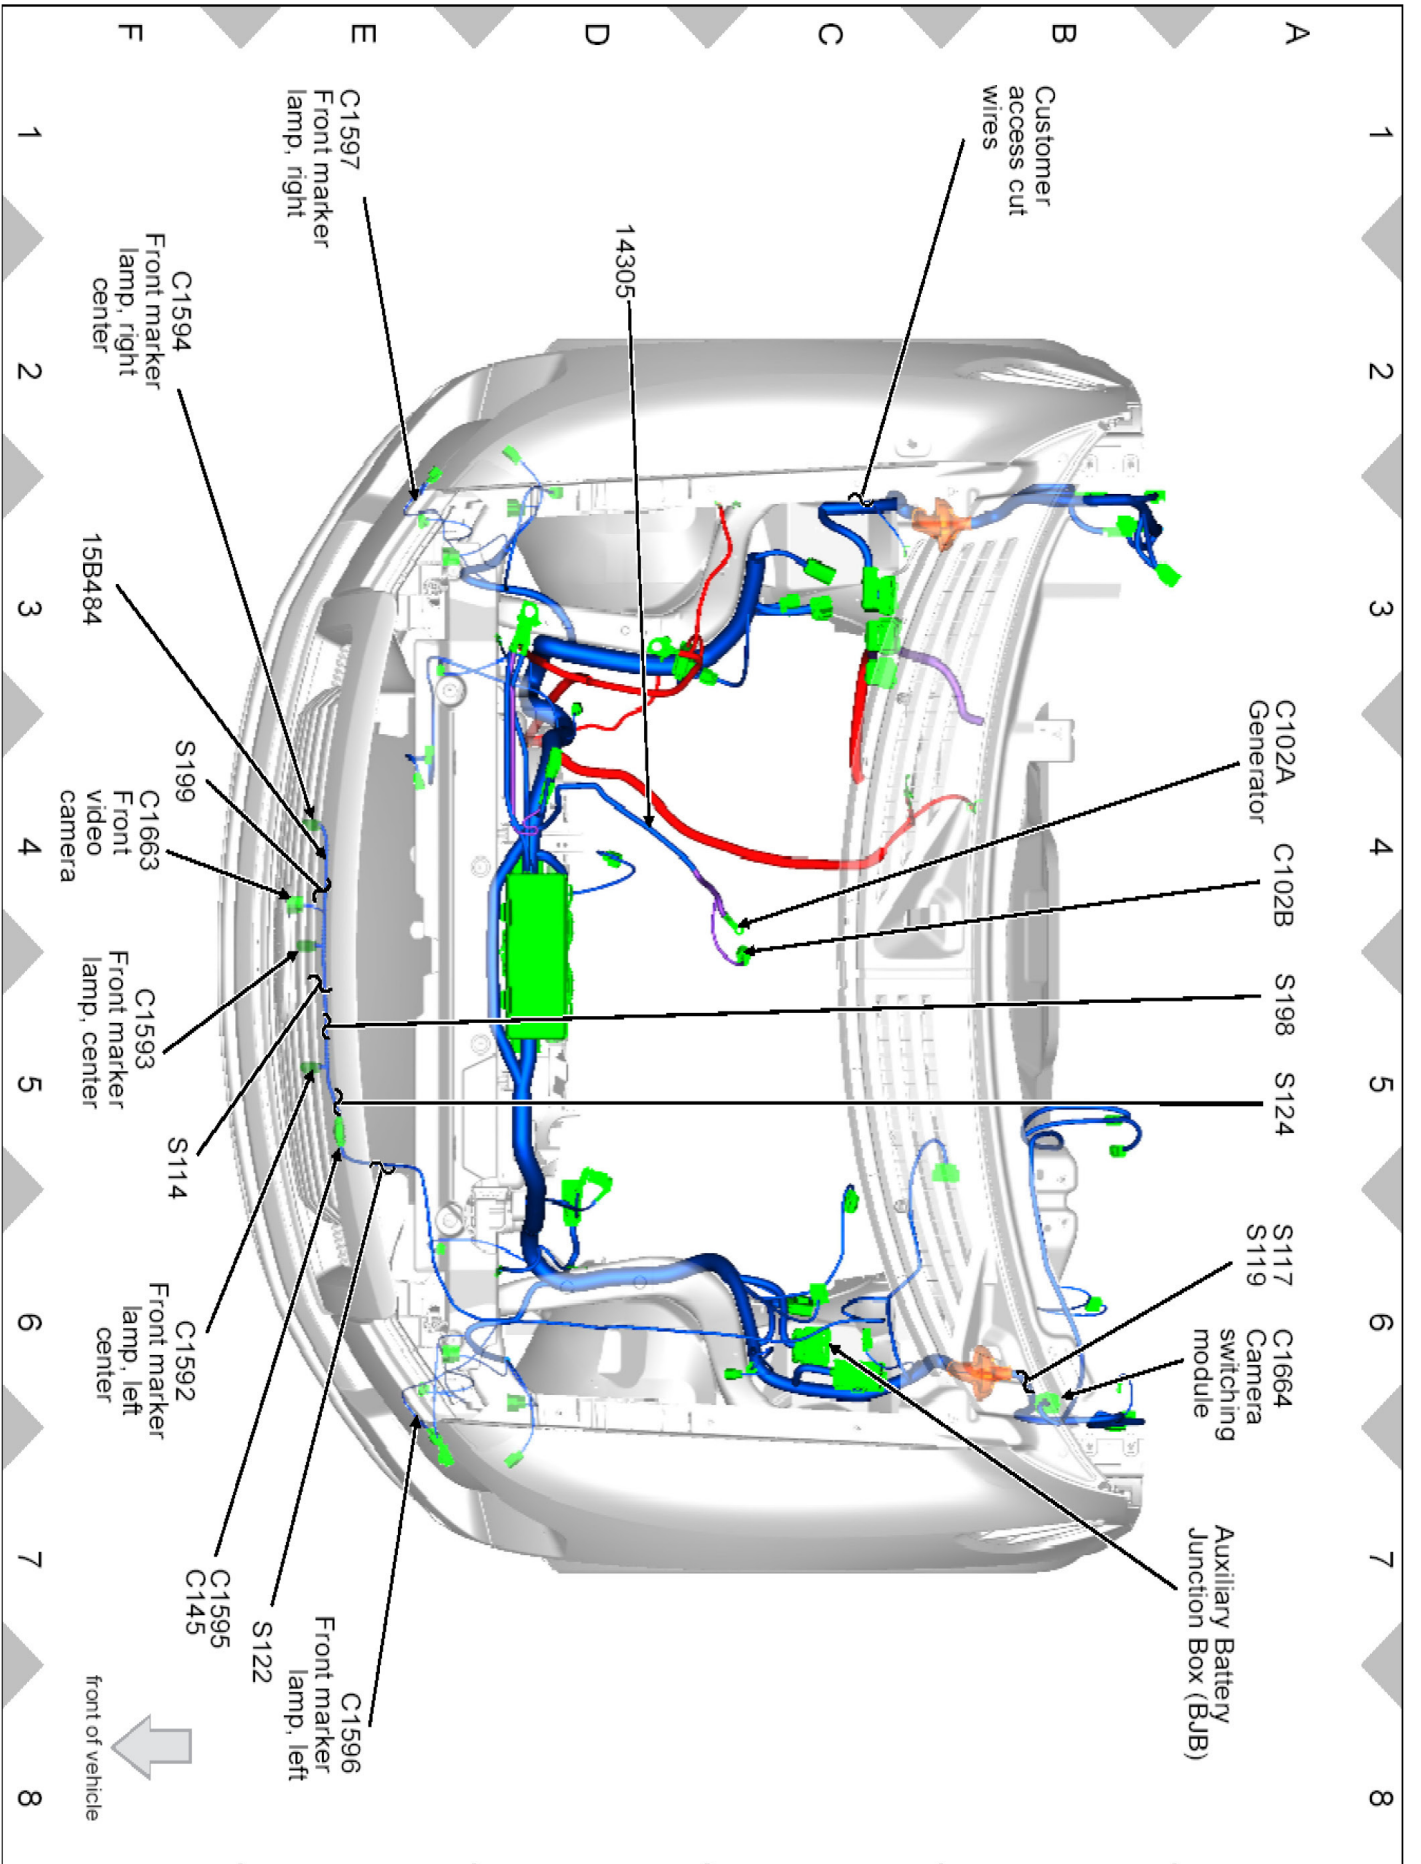 1
2
3
4
5
6
7
8
A
B
C
D
E
F
Customer
access cut
wires
C102A
Generator
C102B
S198
S124
S117
S119
C1664
Camera
switching
module
Auxiliary Battery
Junction Box (BJB)
14305
C1597
Front marker
lamp, right
C1594
Front marker
lamp, right
center
15B484
S199
C1663
Front
video
camera
C1593
Front marker
lamp, center
S114
C1592
Front marker
lamp, left
center
C1595
C145
S122
C1596
Front marker
lamp, left
front of vehicle
1
2
3
4
5
6
7
8